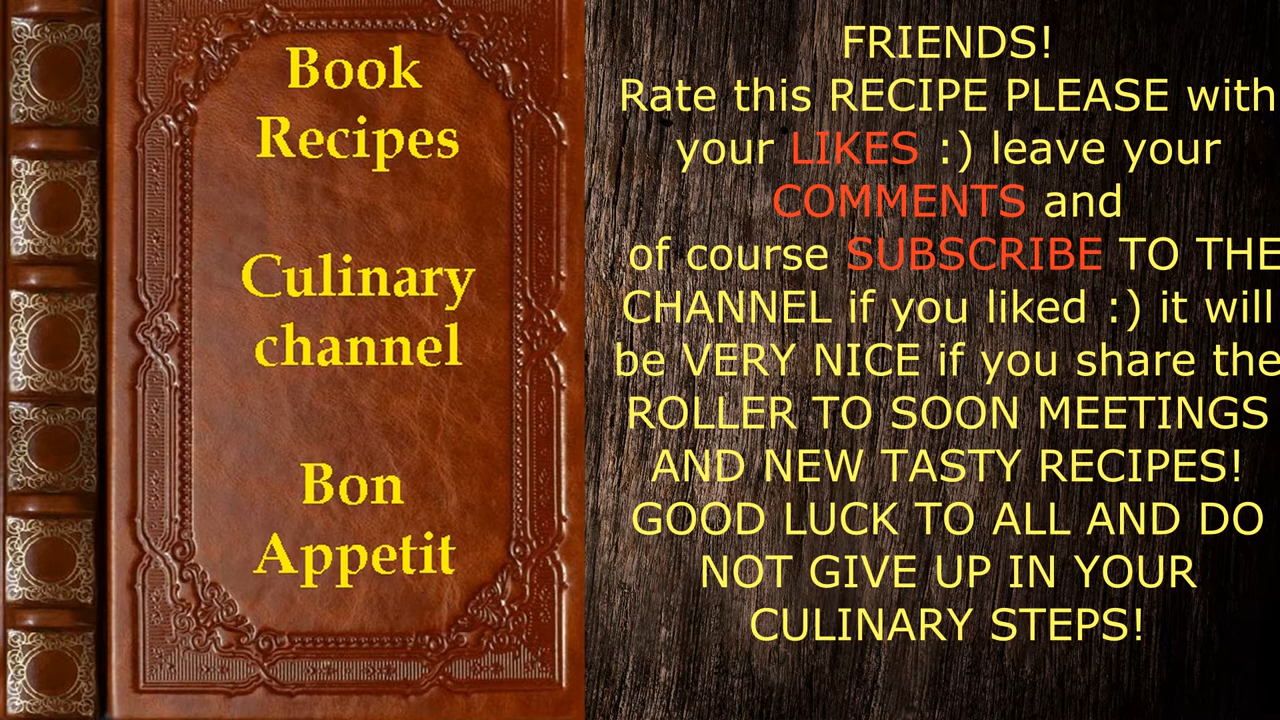 Book
Recipes
Culinary
channel
Bon
Appetit
FRIENDS!
Rate this RECIPE PLEASE with
your LIKES :) leave your
COMMENTS and
of course SUBSCRIBE TO THE
CHANNEL if you liked :) it will
be VERY NICE if you share the
ROLLER TO SOON MEETINGS
AND NEW TASTY RECIPES!
GOOD LUCK TO ALL AND DO
NOT GIVE UP IN YOUR
CULINARY STEPS!